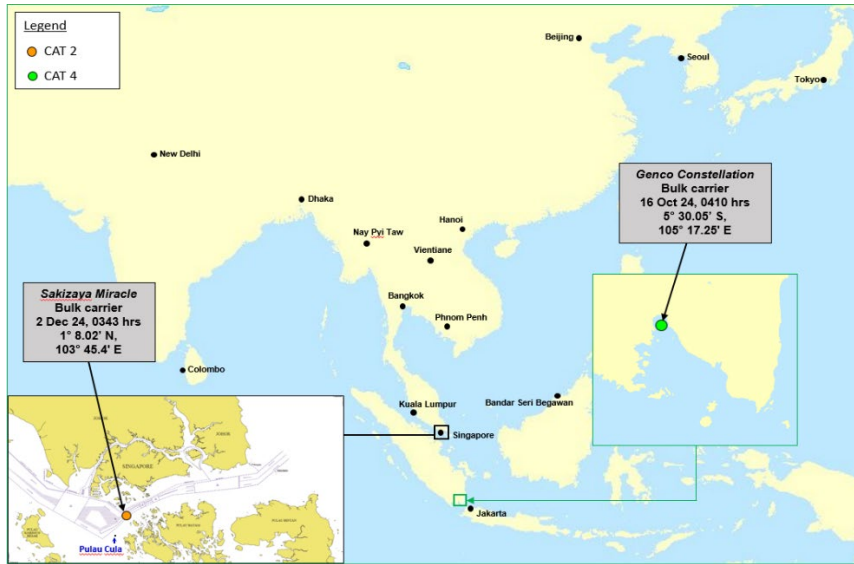 Legend
CAT 2
CAT 4
Beijing
Seoul
Tokyo
New Delhi
Dhaka
Nay Pyi Taw
Hanoi
Vientiane
Bangkok
Phnom Penh
Colombo
Kuala Lumpur
Bandar Seri Begawan
Singapore
Jakarta
Genco Constellation
Bulk carrier
16 Oct 24, 0410 hrs
5° 30.05' S,
105° 17.25' E
Sakizaya Miracle
Bulk carrier
2 Dec 24, 0343 hrs
1° 8.02' N,
103° 45.4' E
SINGAPORE
Pulau Cula